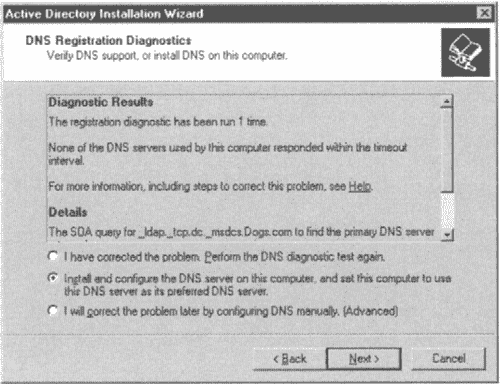 Active Directory Installation Wizard
DNS Registration Diagnostics
Verify DNS support, or install DNS on this computer.
Diagnostic Results
The registration diagnostic has been run 1 time.
None of the DNS servers used by this computer responded within the timeout
interval.
For more information, including steps to correct this problem, see Help.
Details
The SOA query for _ldap._tcp.dc._msdcs.Dogs.com to find the primary DNS server
I have corrected the problem. Perform the DNS diagnostic test again.
Install and configure the DNS server on this computer, and set this computer to use
this DNS server as its preferred DNS server.
I will correct the problem later by configuring DNS manually. (Advanced)
< Back
Next >
Cancel